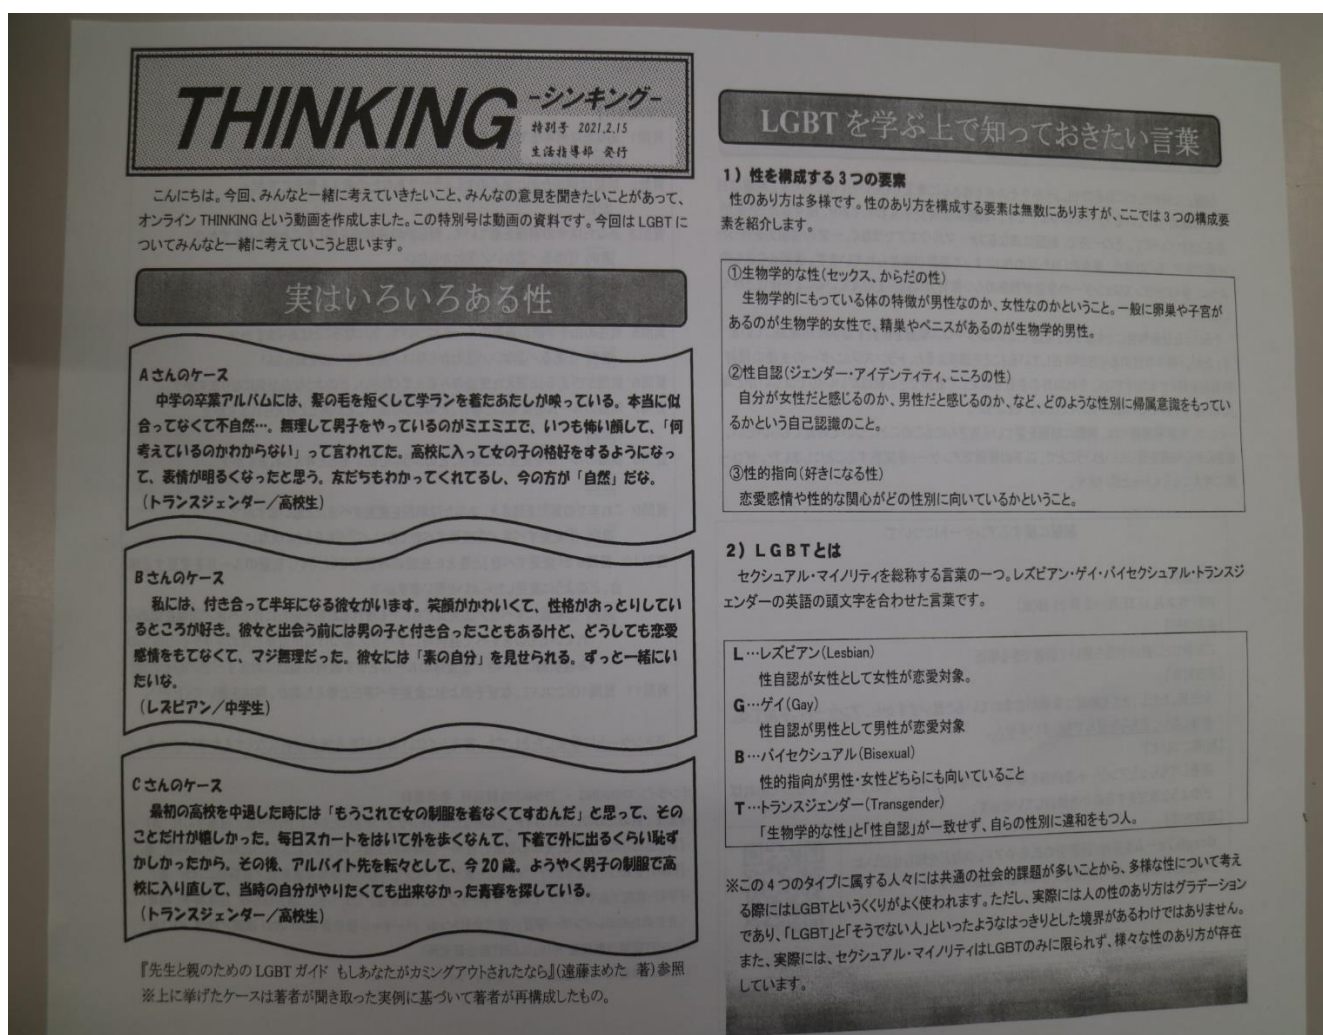 THINKING -シンキング-
特別号 2021.2.15
生活指導部 発行
こんにちは。今回、みんなと一緒に考えていきたいこと、みんなの意見を聞きたいことがあって、
オンライン THINKING という動画を作成しました。この特別号は動画の資料です。今回は LGBT に
ついてみんなと一緒に考えていこうと思います。
実はいろいろある性
Aさんのケース
中学の卒業アルバムには、髪の毛を短くして学ランを着たあたしが映っている。本当に似
合ってなくて不自然…。無理して男子をやっているのがミエミエで、いつも怖い顔して、「何
考えているのかわからない」って言われてた。高校に入って女の子の格好をするようになっ
て、表情が明るくなったと思う。友だちもわかってくれてるし、今の方が「自然」だな。
(トランスジェンダー/高校生)
Bさんのケース
私には、付き合って半年になる彼女がいます。笑顔がかわいくて、性格がおっとりしてい
るところが好き。彼女と出会う前には男の子と付き合ったこともあるけど、どうしても恋愛
感情をもてなくて、マジ無理だった。彼女には「素の自分」を見せられる。ずっと一緒にい
たいな。
(レズビアン/中学生)
Cさんのケース
最初の高校を中退した時には「もうこれで女の制服を着なくてすむんだ」と思って、その
ことだけが嬉しかった。毎日スカートをはいて外を歩くなんて、下着で外に出るくらい恥ず
かしかったから。その後、アルバイト先を転々として、今20歳。ようやく男子の制服で高
校に入り直して、当時の自分がやりたくても出来なかった青春を探している。
(トランスジェンダー/高校生)
『先生と親のための LGBT ガイド もしあなたがカミングアウトされたなら』(遠藤まめた 著)参照
※上に挙げたケースは著者が聞き取った実例に基づいて著者が再構成したもの。
LGBT を学ぶ上で知っておきたい言葉
1)性を構成する3つの要素
性のあり方は多様です。性のあり方を構成する要素は無数にありますが、ここでは3つの構成要
素を紹介します。
①生物学的な性(セックス、からだの性)
生物学的にもっている体の特徴が男性なのか、女性なのかということ。一般に卵巣や子宮が
あるのが生物学的女性で、精巣やペニスがあるのが生物学的男性。
②性自認(ジェンダー・アイデンティティ、こころの性)
自分が女性だと感じるのか、男性だと感じるのか、など、どのような性別に帰属意識をもってい
るかという自己認識のこと。
③性的指向(好きになる性)
恋愛感情や性的な関心がどの性別に向いているかということ。
2)LGBTとは
セクシュアル・マイノリティを総称する言葉の一つ。レズビアン・ゲイ・バイセクシュアル・トランスジ
ェンダーの英語の頭文字を合わせた言葉です。
L…レズビアン(Lesbian)
性自認が女性として女性が恋愛対象。
G…ゲイ(Gay)
性自認が男性として男性が恋愛対象
B…バイセクシュアル(Bisexual)
性的指向が男性・女性どちらにも向いていること
T…トランスジェンダー(Transgender)
「生物学的な性」と「性自認」が一致せず、自らの性別に違和をもつ人。
※この4つのタイプに属する人々には共通の社会的課題が多いことから、多様な性について考え
る際にはLGBTというくくりがよく使われます。ただし、実際には人の性のあり方はグラデーション
であり、「LGBT」と「そうでない人」といったようなはっきりとした境界があるわけではありません。
また、実際には、セクシュアル・マイノリティはLGBTのみに限られず、様々な性のあり方が存在
しています。